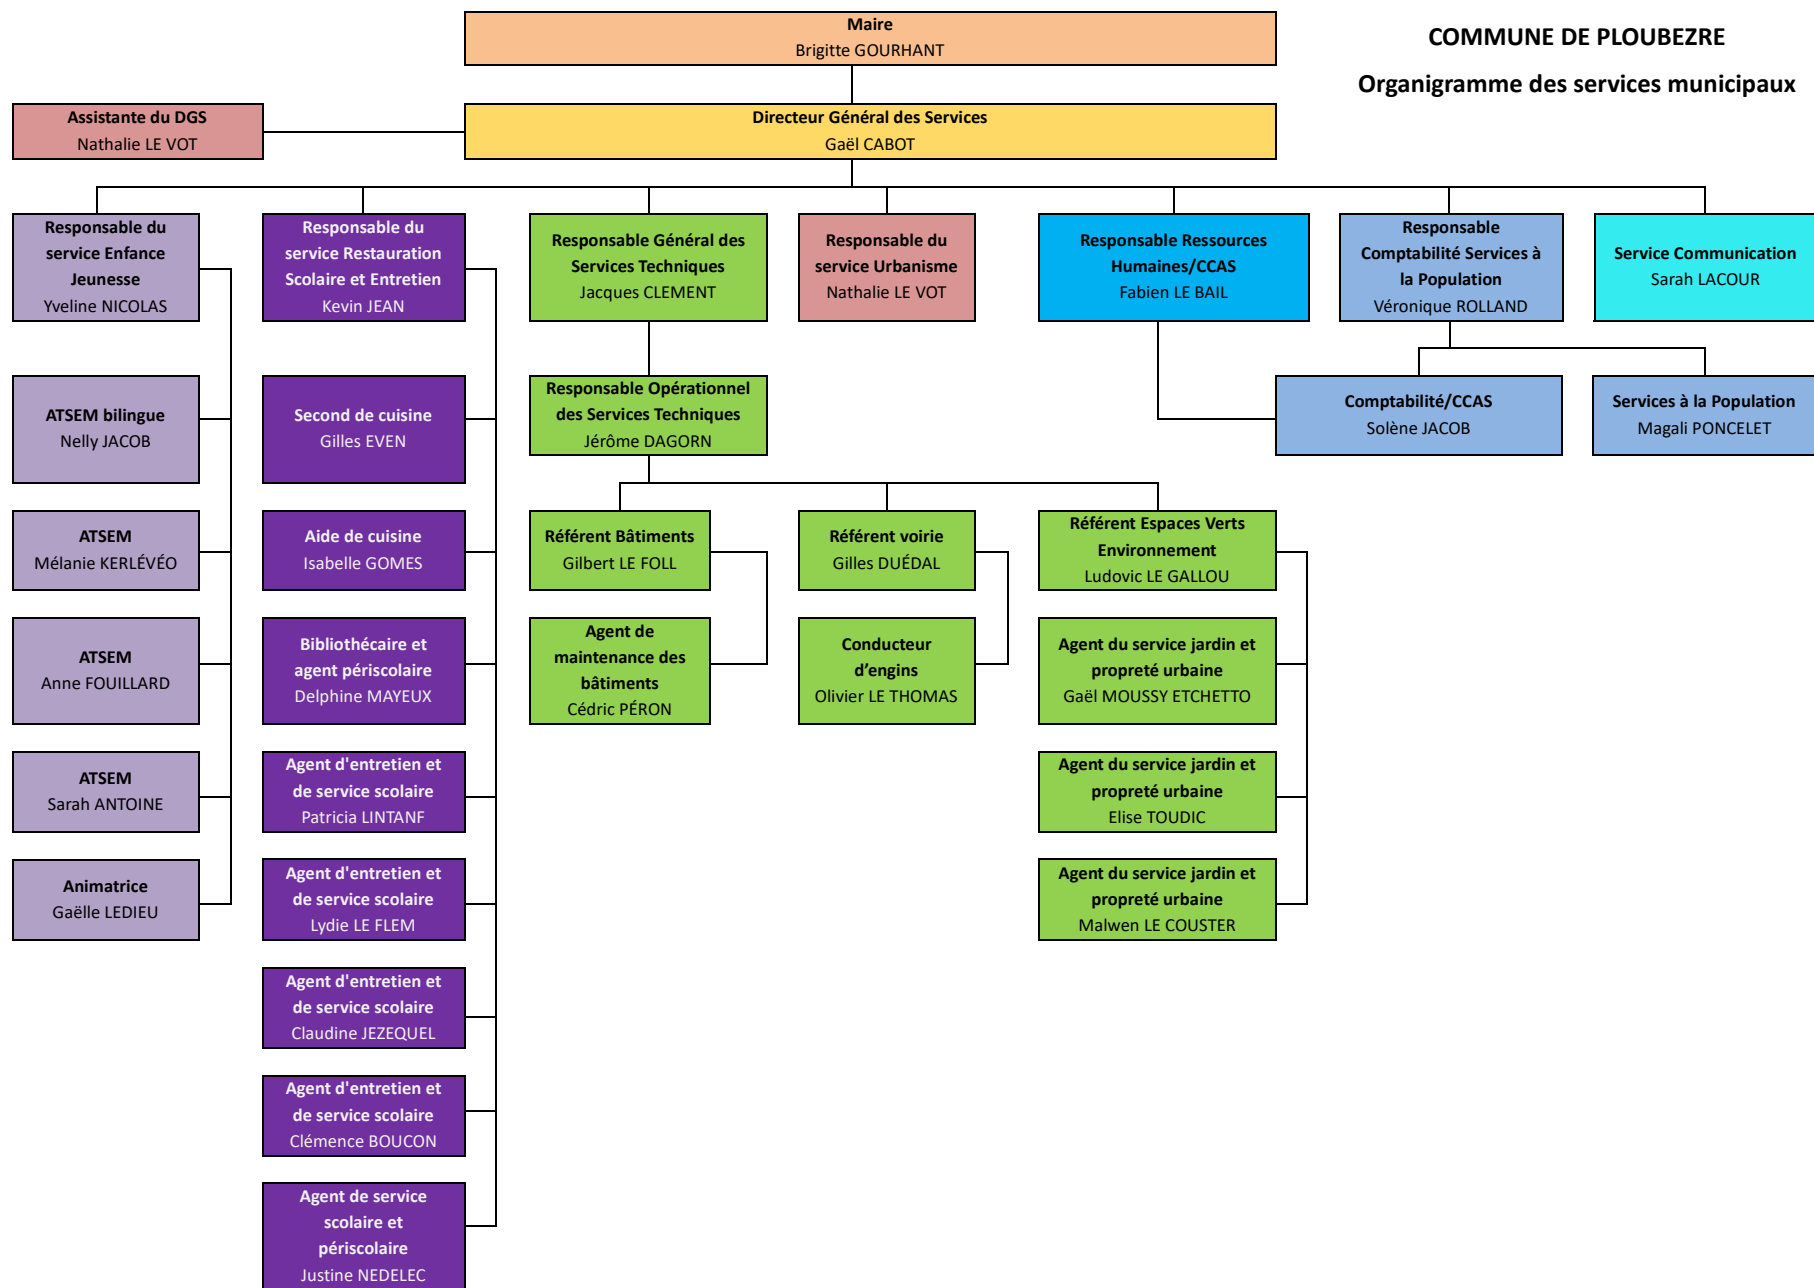 COMMUNE DE PLOUBEZRE
Organigramme des services municipaux
Maire
Brigitte GOURHANT
Assistante du DGS
Nathalie LE VOT
Directeur Général des Services
Gaël CABOT
Responsable du
service Enfance
Jeunesse
Yveline NICOLAS
Responsable du
service Restauration
Scolaire et Entretien
Kevin JEAN
Responsable Général des
Services Techniques
Jacques CLEMENT
Responsable du
service Urbanisme
Nathalie LE VOT
Responsable Ressources
Humaines/CCAS
Fabien LE BAIL
Responsable
Comptabilité Services à
la Population
Véronique ROLLAND
Service Communication
Sarah LACOUR
ATSEM bilingue
Nelly JACOB
Second de cuisine
Gilles EVEN
Responsable Opérationnel
des Services Techniques
Jérôme DAGORN
Comptabilité/CCAS
Solène JACOB
Services à la Population
Magali PONCELET
ATSEM
Mélanie KERLÉVÉO
Aide de cuisine
Isabelle GOMES
Référent Bâtiments
Gilbert LE FOLL
Référent voirie
Gilles DUÉDAL
Référent Espaces Verts
Environnement
Ludovic LE GALLOU
ATSEM
Anne FOUILLARD
Bibliothécaire et
agent périscolaire
Delphine MAYEUX
Agent de
maintenance des
bâtiments
Cédric PÉRON
Conducteur
d’engins
Olivier LE THOMAS
Agent du service jardin et
propreté urbaine
Gaël MOUSSY ETCHETTO
ATSEM
Sarah ANTOINE
Agent d'entretien et
de service scolaire
Patricia LINTANF
Agent du service jardin et
propreté urbaine
Elise TOUDIC
Animatrice
Gaëlle LEDIEU
Agent d'entretien et
de service scolaire
Lydie LE FLEM
Agent du service jardin et
propreté urbaine
Malwen LE COUSTER
Agent d'entretien et
de service scolaire
Claudine JEZEQUEL
Agent d'entretien et
de service scolaire
Clémence BOUCON
Agent de service
scolaire et
périscolaire
Justine NEDELEC